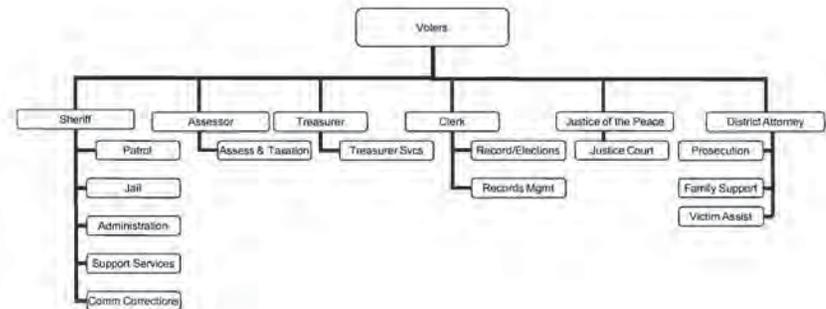 Voters
Sheriff
Assessor
Treasurer
Clerk
Justice of the Peace
District Attorney
Patrol
Assess & Taxation
Treasurer Svcs
Record/Elections
Justice Court
Prosecution
Jail
Records Mgmt
Family Support
Victim Assist
Administration
Support Services
Comm Corrections